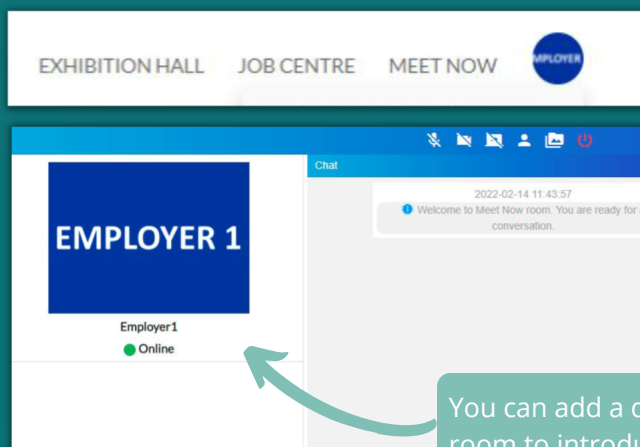 EXHIBITION HALL JOB CENTRE MEET NOW
Chat
2022-02-14 11:43:57
Welcome to Meet Now room. You are ready for
conversation.
EMPLOYER 1
Employer1
Online
You can add a
room to